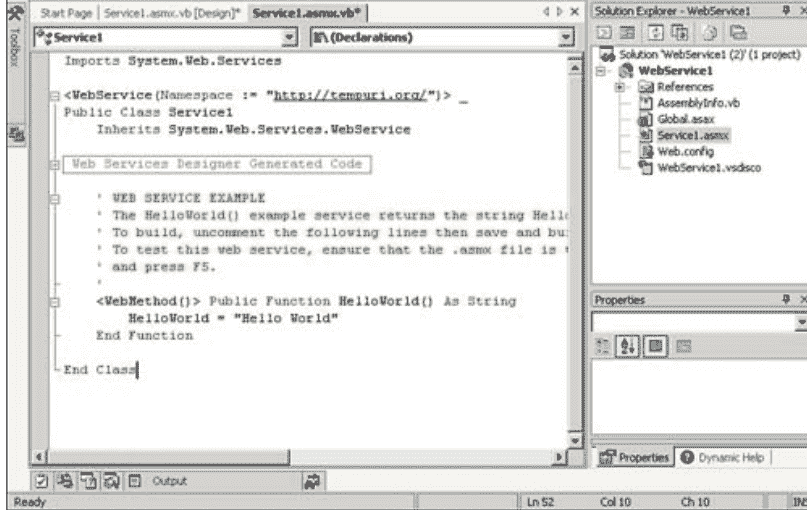 Start Page | Service1.asmx.vb [Design]* Service1.asmx.vb*
Service1 (Declarations)
Imports System.Web.Services
<WebService(Namespace := "http://tempuri.org/")> _
Public Class Service1
Inherits System.Web.Services.WebService
Web Services Designer Generated Code
' WEB SERVICE EXAMPLE
' The HelloWorld() example service returns the string Hello
' To build, uncomment the following lines then save and bu
' To test this web service, ensure that the .asmx file is
' and press F5.
'
<WebMethod()> Public Function HelloWorld() As String
HelloWorld = "Hello World"
End Function
End Class
Toolbox
Output
Solution Explorer - WebService1
Solution 'WebService1 (2)' (1 project)
WebService1
References
AssemblyInfo.vb
Global.asax
Service1.asmx
Web.config
WebService1.vsdisco
Properties
Properties Dynamic Help
Ready Ln 52 Col 10 Ch 10 INS